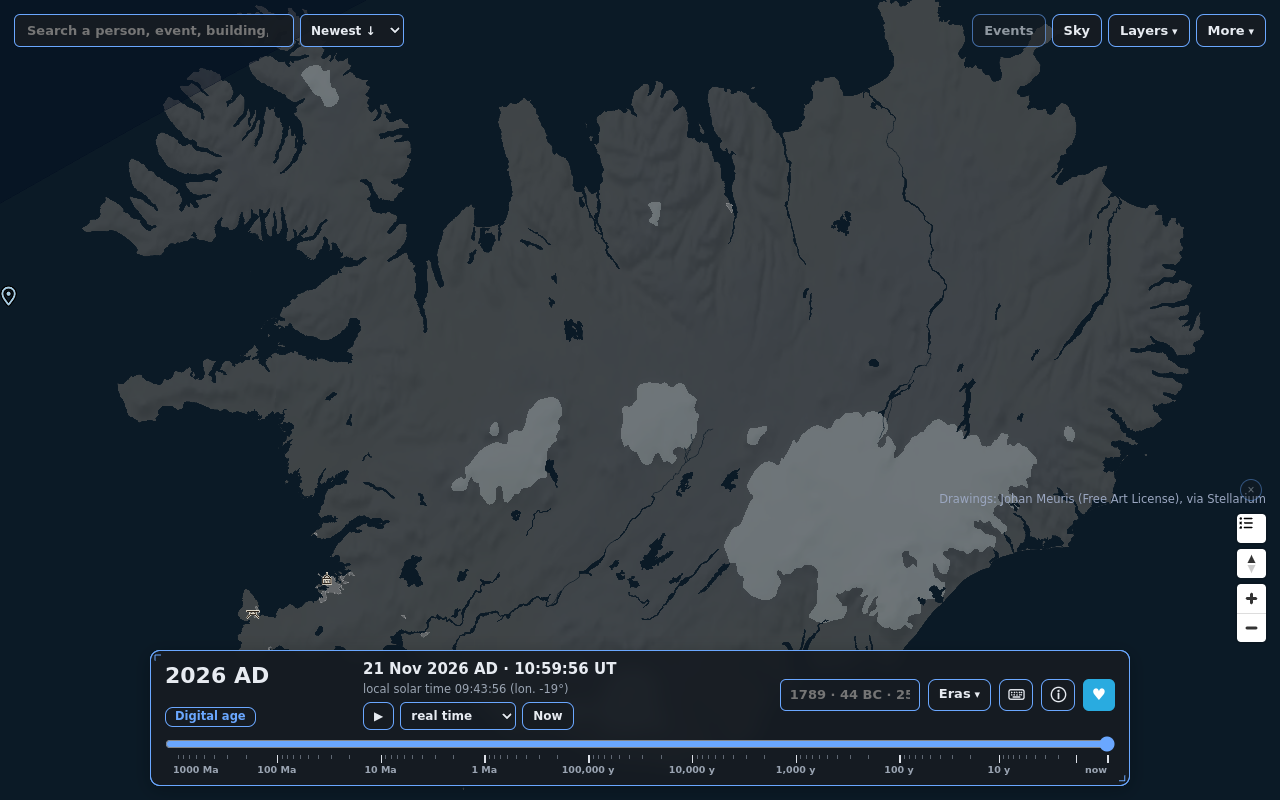 Search a person, event, building,
Newest ↓
Events
Sky
Layers ▾
More ▾
Drawings: Johan Meuris (Free Art License), via Stellarium
2026 AD
Digital age
21 Nov 2026 AD · 10:59:56 UT
local solar time 09:43:56 (lon. -19°)
real time
Now
1789 · 44 BC · 25
Eras ▾
1000 Ma
100 Ma
10 Ma
1 Ma
100,000 y
10,000 y
1,000 y
100 y
10 y
now